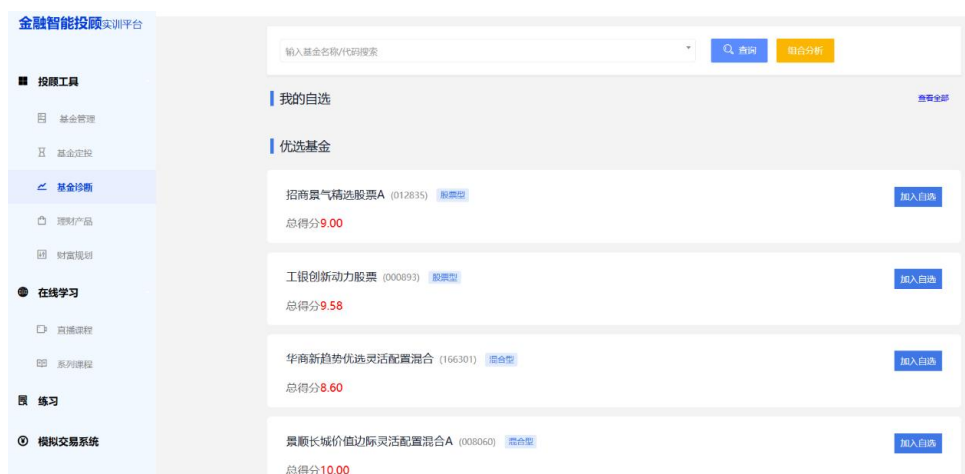 金融智能投顾实训平台
投顾工具
基金管理
基金定投
基金诊断
理财产品
财富规划
在线学习
直播课程
系列课程
练习
模拟交易系统
输入基金名称/代码搜索
查询
组合分析
我的自选
查看全部
优选基金
招商景气精选股票A (012835) 股票型
加入自选
总得分9.00
工银创新动力股票 (000893) 股票型
加入自选
总得分9.58
华商新趋势优选灵活配置混合 (166301) 混合型
加入自选
总得分8.60
景顺长城价值边际灵活配置混合A (008060) 混合型
加入自选
总得分10.00